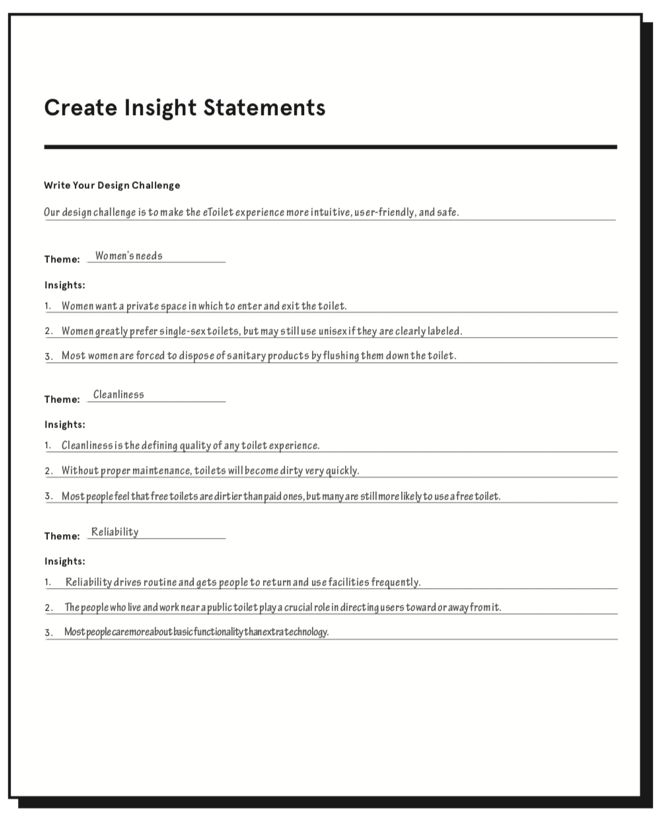 Create Insight Statements
Write Your Design Challenge
Our design challenge is to make the eToilet experience more intuitive, user-friendly, and safe.
Theme: Women's needs
Insights:
1. Women want a private space in which to enter and exit the toilet.
2. Women greatly prefer single-sex toilets, but may still use unisex if they are clearly labeled.
3. Most women are forced to dispose of sanitary products by flushing them down the toilet.
Theme: Cleanliness
Insights:
1. Cleanliness is the defining quality of any toilet experience.
2. Without proper maintenance, toilets will become dirty very quickly.
3. Most people feel that free toilets are dirtier than paid ones, but many are still more likely to use a free toilet.
Theme: Reliability
Insights:
1. Reliability drives routine and gets people to return and use facilities frequently.
2. The people who live and work near a public toilet play a crucial role in directing users toward or away from it.
3. Most people care more about basic functionality than extra technology.